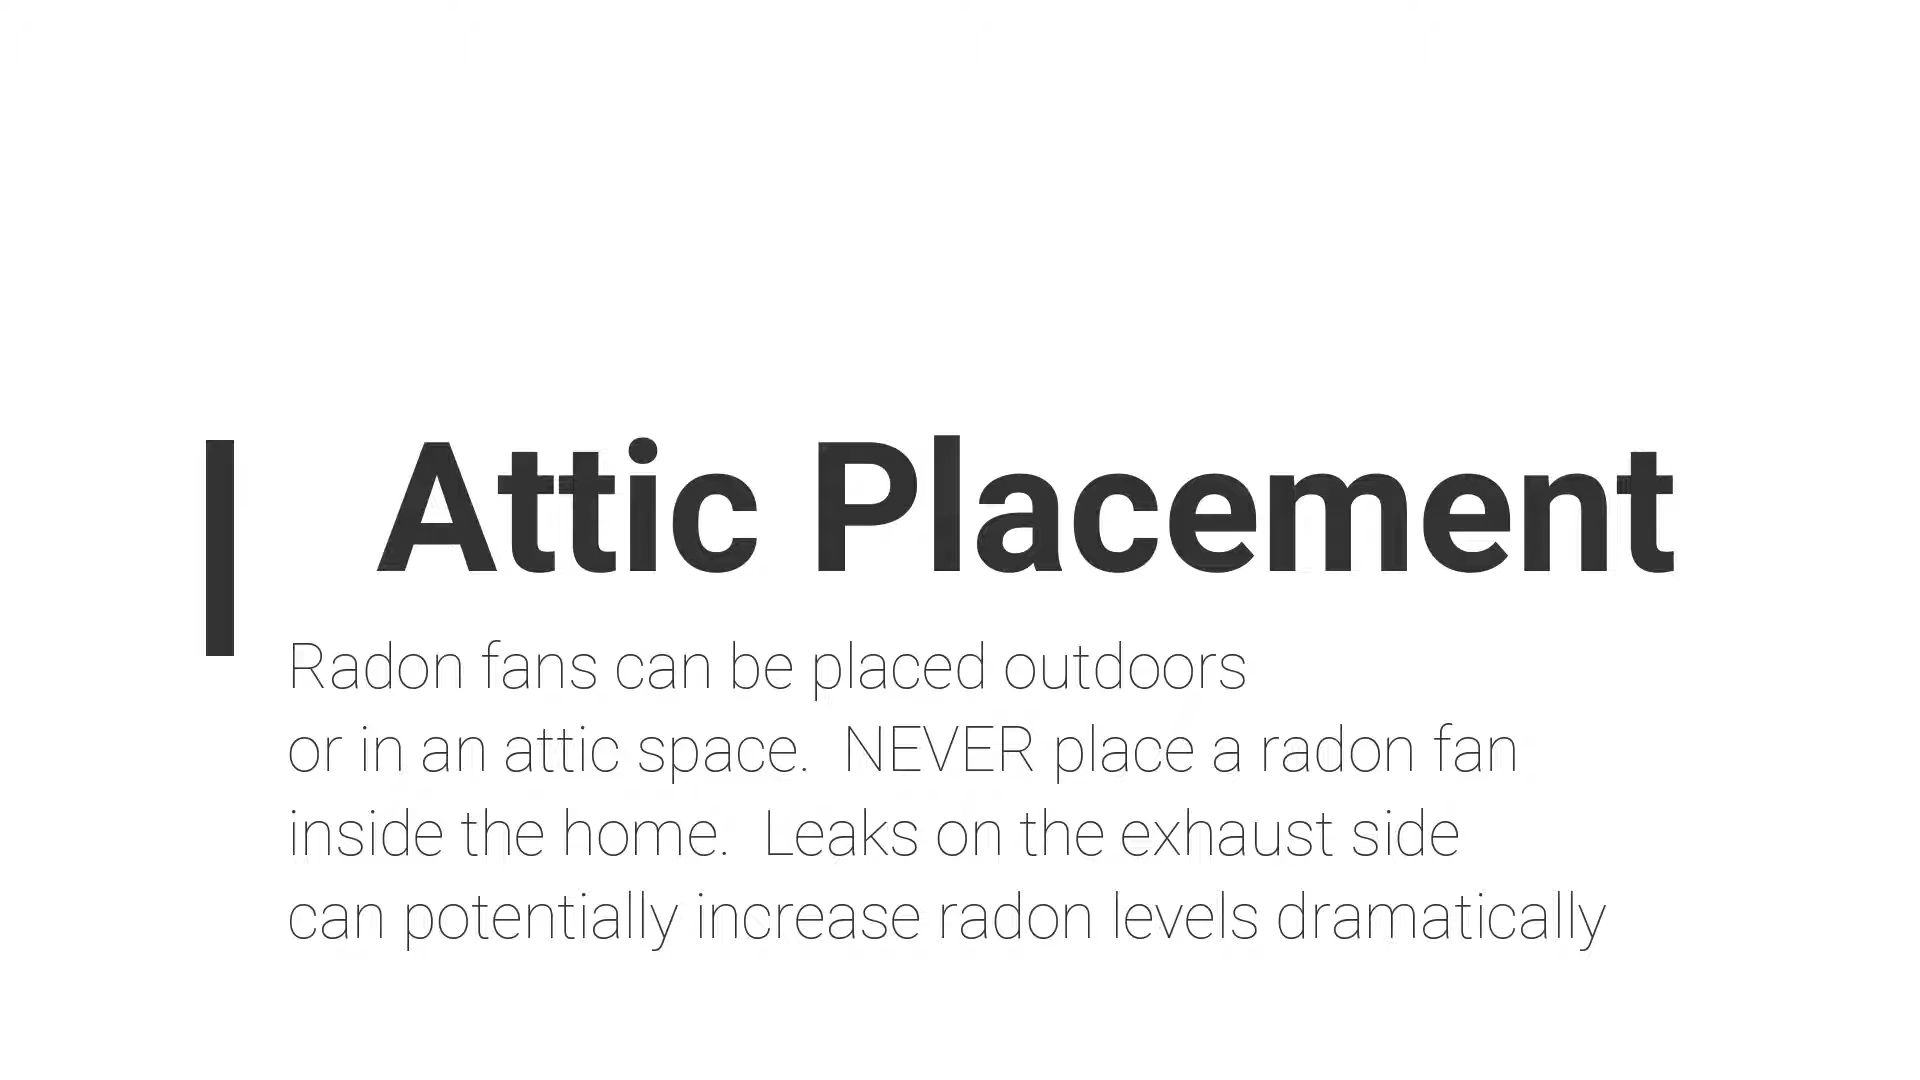 Attic Placement
Radon fans can be placed outdoors
or in an attic space.  NEVER place a radon fan
inside the home.  Leaks on the exhaust side
can potentially increase radon levels dramatically